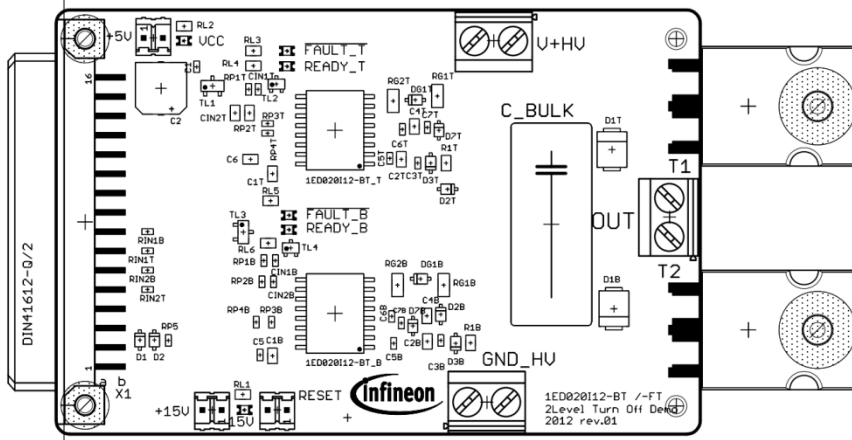 +5V
RL2
VCC
C1
C2
16
TL1
RL3
RL4
RP1T
CIN1T
TL2
FAULT_T
READY_T
CIN2T
RP2T
RP3T
RP4T
C6
C1T
1ED020I12-BT_T
RG2T
RG1T
DG1T
C4T
C7T
D7T
C6T
R1T
C5T
C2T
C3T
D3T
D2T
V+HV
C_BULK
D1T
T1
OUT
T2
D1B
RL5
TL3
FAULT_B
READY_B
TL4
RL6
RP1B
CIN1B
RP2B
CIN2B
RP4B
RP3B
C5
C1B
1ED020I12-BT_B
RG2B
DG1B
RG1B
C4B
D2B
C6B
C7B
D7B
C2B
R1B
C5B
C3B
D3B
RIN1B
RIN1T
RIN2B
RIN2T
D1
D2
RP5
DIN41612-Q/2
1
a b
X1
+15V
RL1
15V
RESET
infineon
GND_HV
1ED020I12-BT /-FT
2Level Turn Off Demo
2012 rev.01